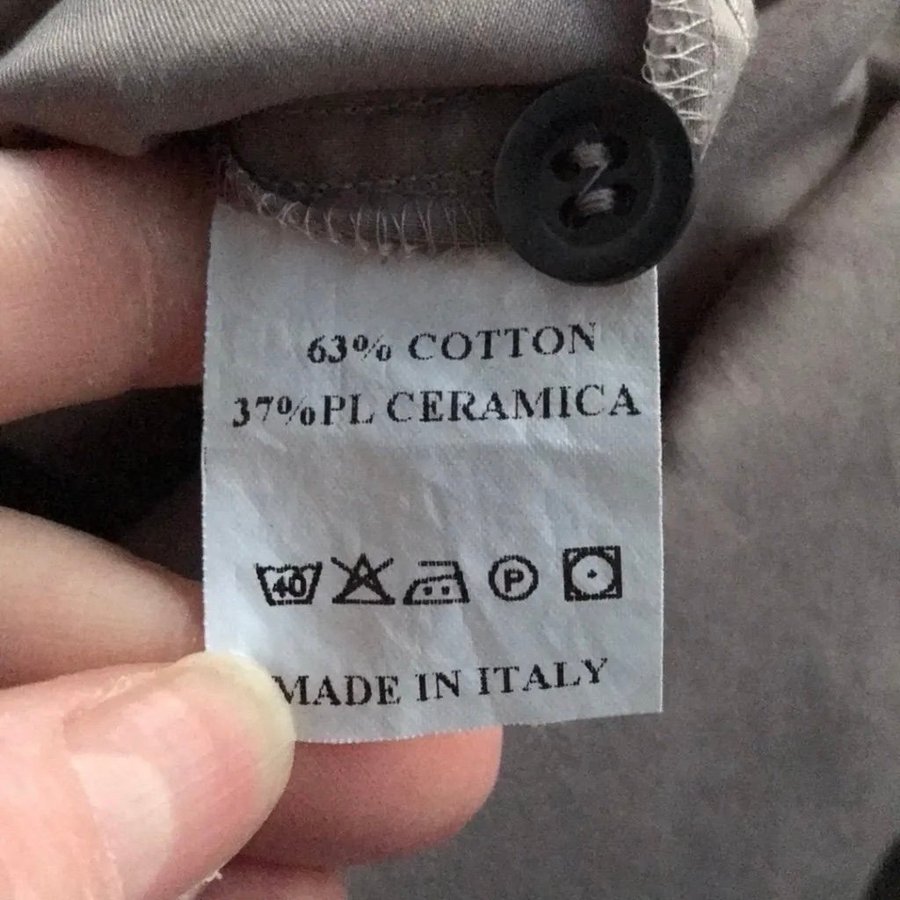 63% COTTON
37%PL CERAMICA
40 P
MADE IN ITALY